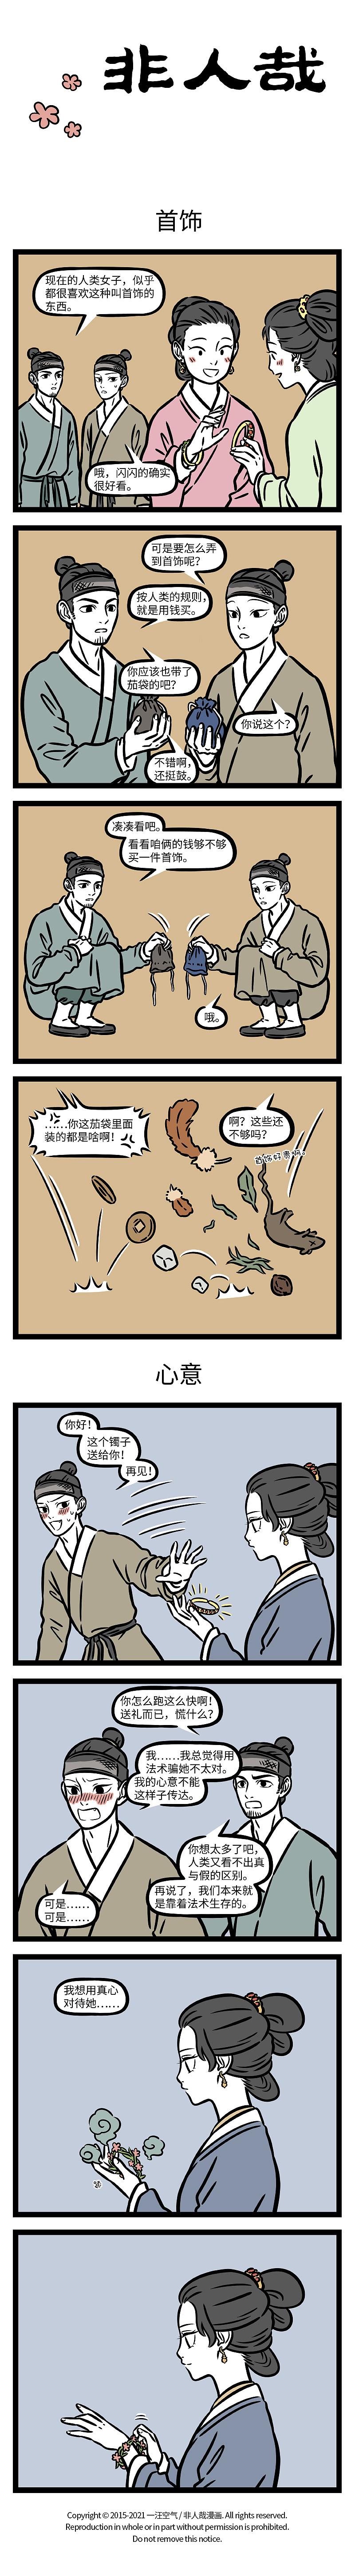 非人哉
首饰
现在的人类女子，似乎
都很喜欢这种叫首饰的
东西。
哦，闪闪的确实
很好看。
可是要怎么弄
到首饰呢？
按人类的规则，
就是用钱买。
你应该也带了
茄袋的吧？
你说这个？
不错啊，
还挺鼓。
凑凑看吧。
看看咱俩的钱够不够
买一件首饰。
哦。
……你这茄袋里面
装的都是啥啊！
啊？这些还
不够吗？
首饰好贵啊。
心意
你好！
这个镯子
送给你！
再见！
你怎么跑这么快啊！
送礼而已，慌什么？
我……我总觉得用
法术骗她不太对。
我的心意不能
这样子传达。
你想太多了吧，
人类又看不出真
与假的区别。
再说了，我们本来就
是靠着法术生存的。
可是……
可是……
我想用真心
对待她……
Copyright © 2015-2021 一汪空气 / 非人哉漫画. All rights reserved.
Reproduction in whole or in part without permission is prohibited.
Do not remove this notice.